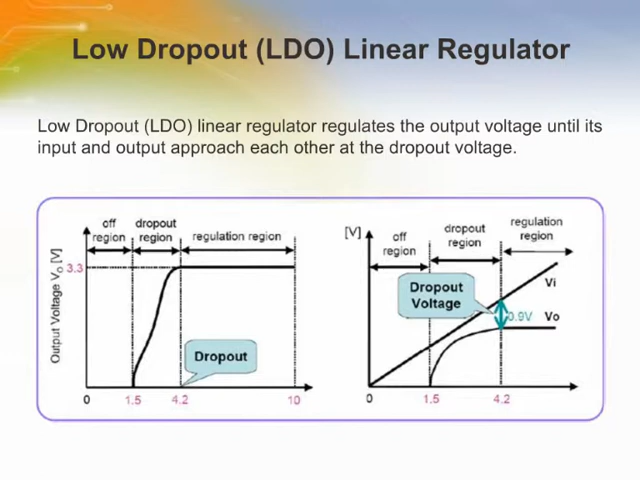 Low Dropout (LDO) Linear Regulator
Low Dropout (LDO) linear regulator regulates the output voltage until its
input and output approach each other at the dropout voltage.
off
region
dropout
region
regulation region
Output Voltage Vo [V]
3.3
Dropout
0
1.5
4.2
10
[V]
off
region
dropout
region
regulation
region
Dropout
Voltage
Vi
0.9V
Vo
0
1.5
4.2